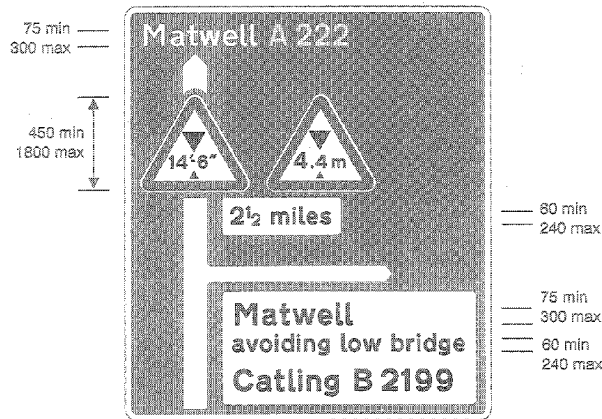 75 min
300 max
Matwell A 222
450 min
1800 max
14'6"
4.4 m
2½ miles
60 min
240 max
Matwell
avoiding low bridge
Catling B 2199
75 min
300 max
60 min
240 max